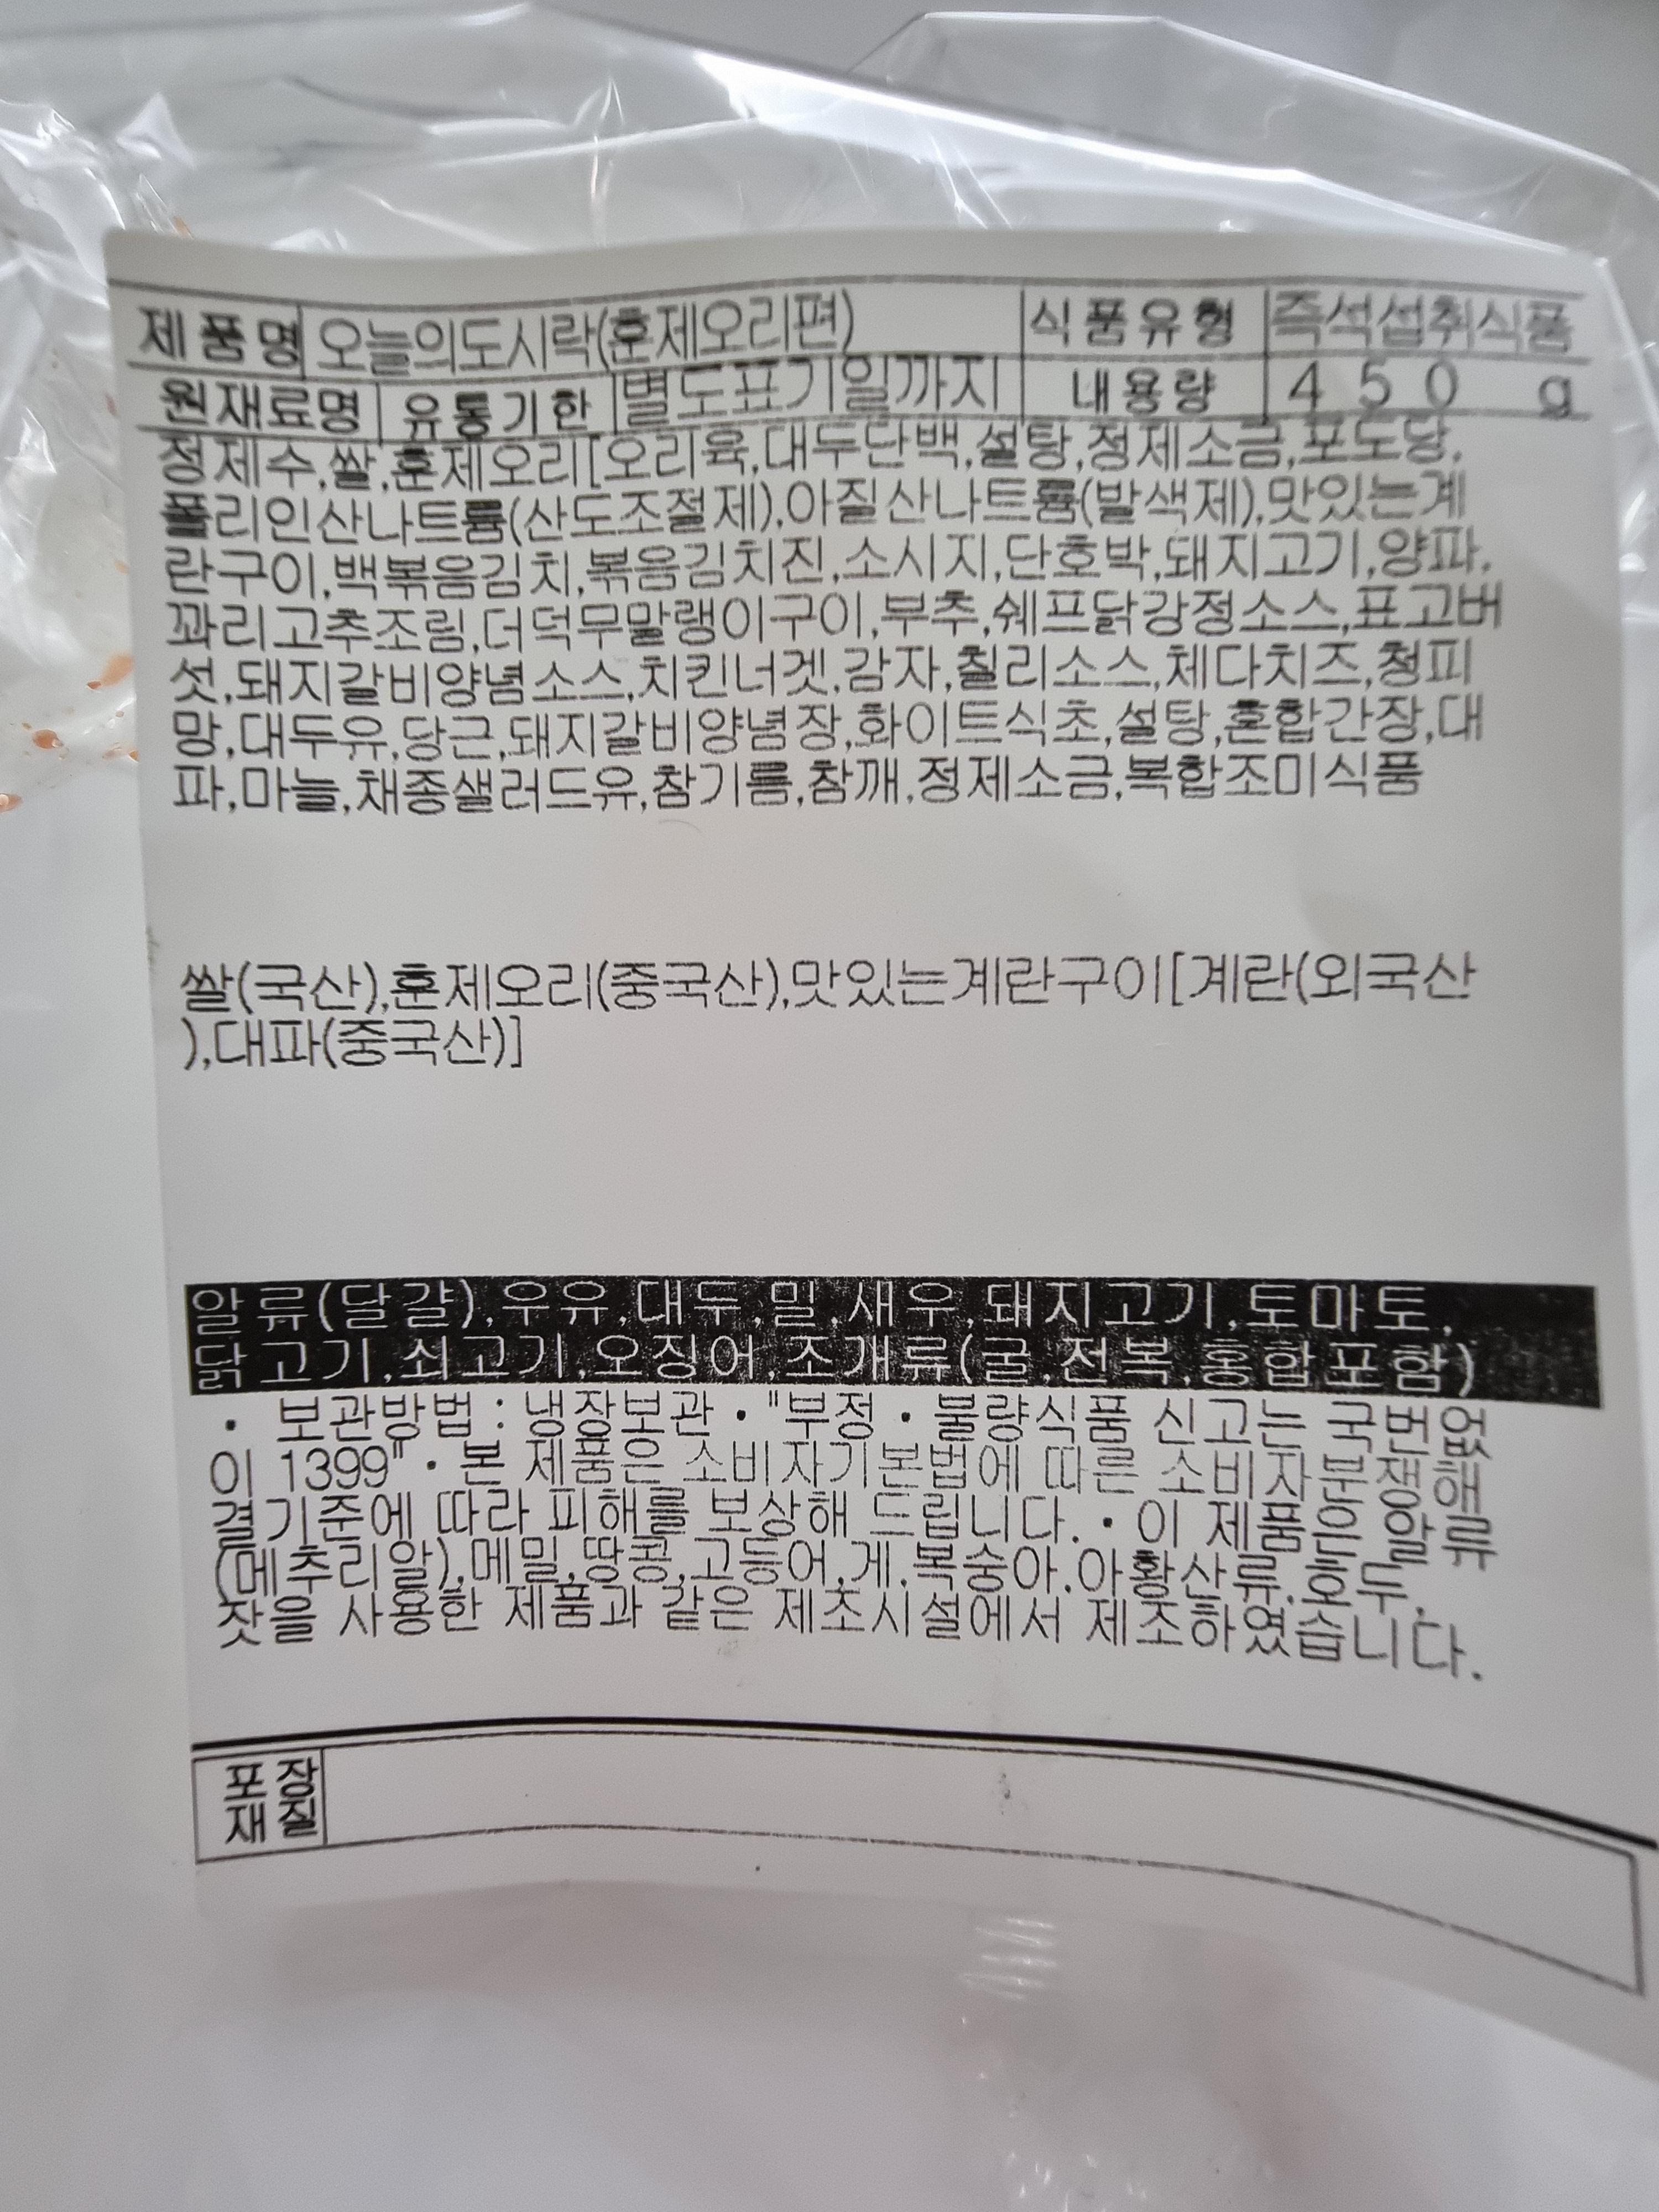 제품명 오늘의도시락(훈제오리편) 식품유형 즉석섭취식품
원재료명 유통기한 별도표기일까지 내용량 450 g
정제수,쌀,훈제오리[오리육,대두단백,설탕,정제소금,포도당,
폴리인산나트륨(산도조절제),아질산나트륨(발색제),맛있는계
란구이,백볶음김치,볶음김치진,소시지,단호박,돼지고기,양파,
꽈리고추조림,더덕무말랭이구이,부추,쉐프닭강정소스,표고버
섯,돼지갈비양념소스,치킨너겟,감자,칠리소스,체다치즈,청피
망,대두유,당근,돼지갈비양념장,화이트식초,설탕,혼합간장,대
파,마늘,채종샐러드유,참기름,참깨,정제소금,복합조미식품
쌀(국산),훈제오리(중국산),맛있는계란구이[계란(외국산
),대파(중국산)]
알류(달걀),우유,대두,밀,새우,돼지고기,토마토,
닭고기,쇠고기,오징어,조개류(굴,전복,홍합포함)
· 보관방법 : 냉장보관 · "부정 · 불량식품 신고는 국번없
이 1399" · 본 제품은 소비자기본법에 따른 소비자분쟁해
결기준에 따라 피해를 보상해 드립니다. · 이 제품은 알류
(메추리알),메밀,땅콩,고등어,게,복숭아,아황산류,호두,
잣을 사용한 제품과 같은 제조시설에서 제조하였습니다.
포장
재질